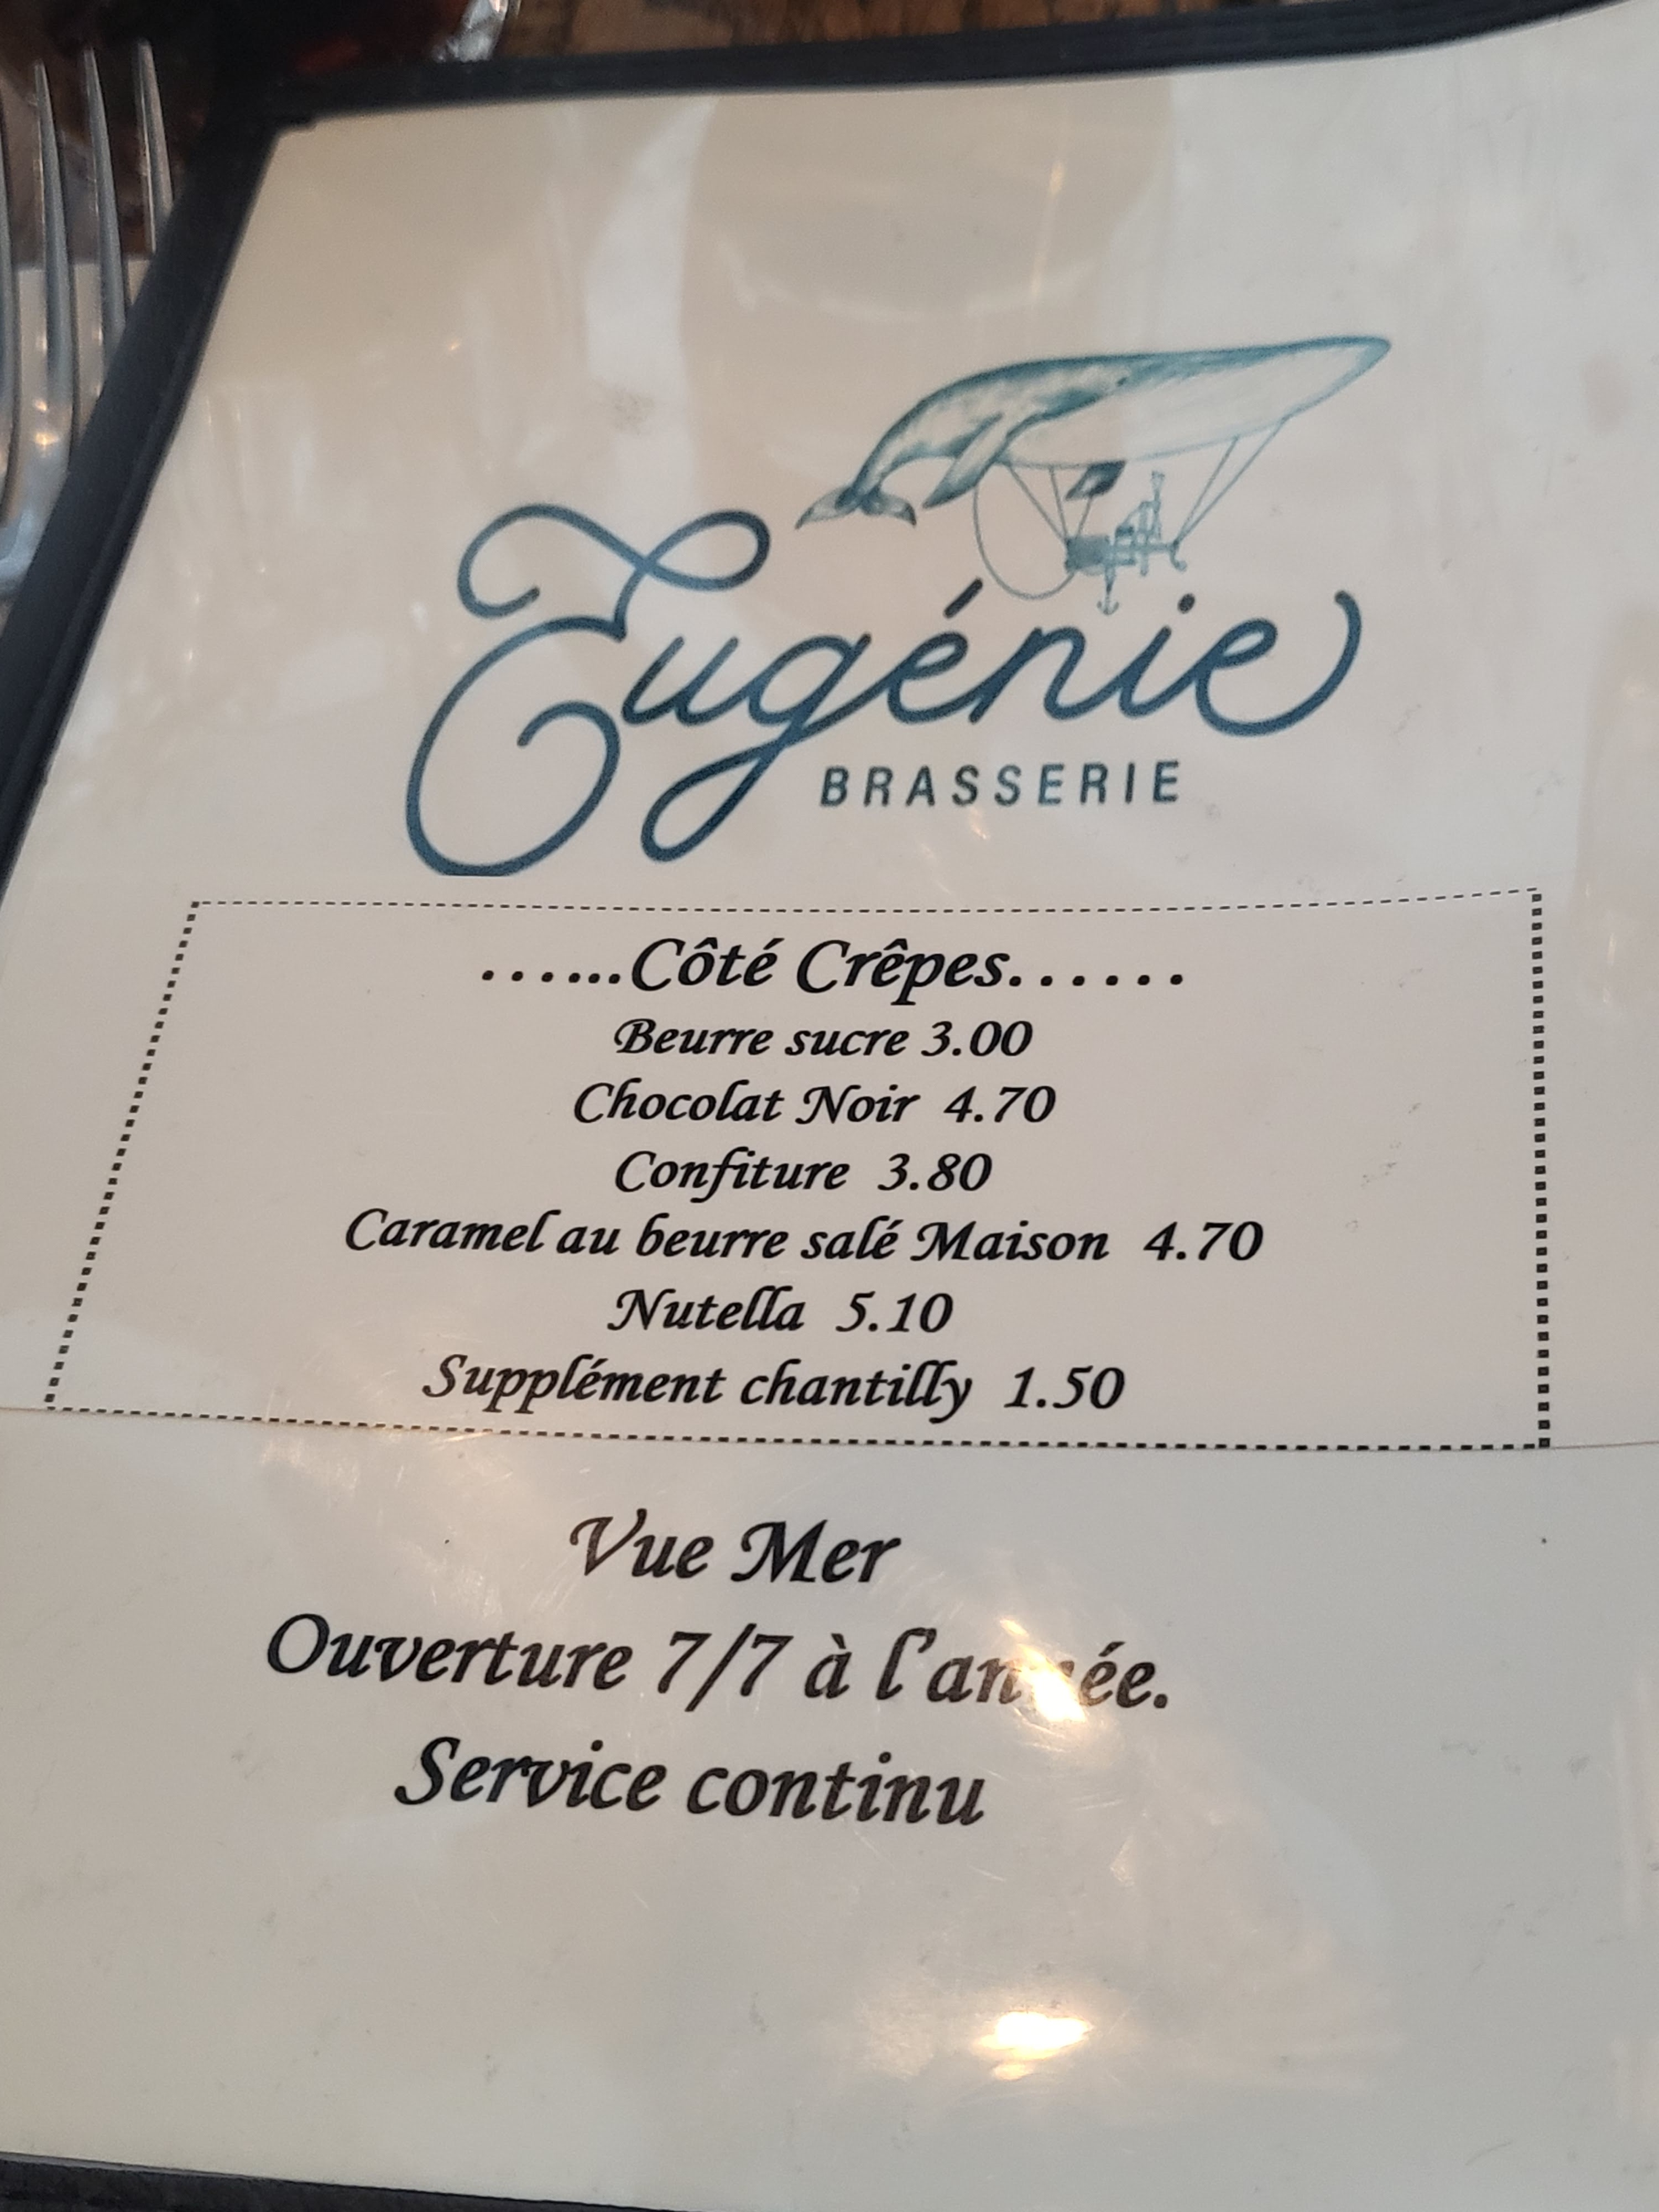 Eugénie
BRASSERIE
......Côté Crêpes......
Beurre sucre 3.00
Chocolat Noir 4.70
Confiture 3.80
Caramel au beurre salé Maison 4.70
Nutella 5.10
Supplément chantilly 1.50
Vue Mer
Ouverture 7/7 à l'année.
Service continu